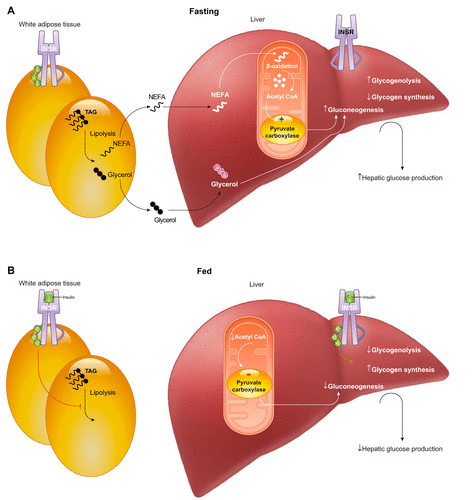 A
Fasting
White adipose tissue
Liver
INSR
INSR
TAG
Lipolysis
NEFA
Glycerol
NEFA
Glycerol
NEFA
Glycerol
β-oxidation
Acetyl CoA
↑Gluconeogenesis
+
Pyruvate
carboxylase
↑Glycogenolysis
↓Glycogen synthesis
↑Hepatic glucose production
B
Fed
White adipose tissue
Liver
Insulin
INSR
Insulin
INSR
TAG
Lipolysis
↓Acetyl CoA
-
Pyruvate
carboxylase
↓Gluconeogenesis
↓Glycogenolysis
↑Glycogen synthesis
↓Hepatic glucose production